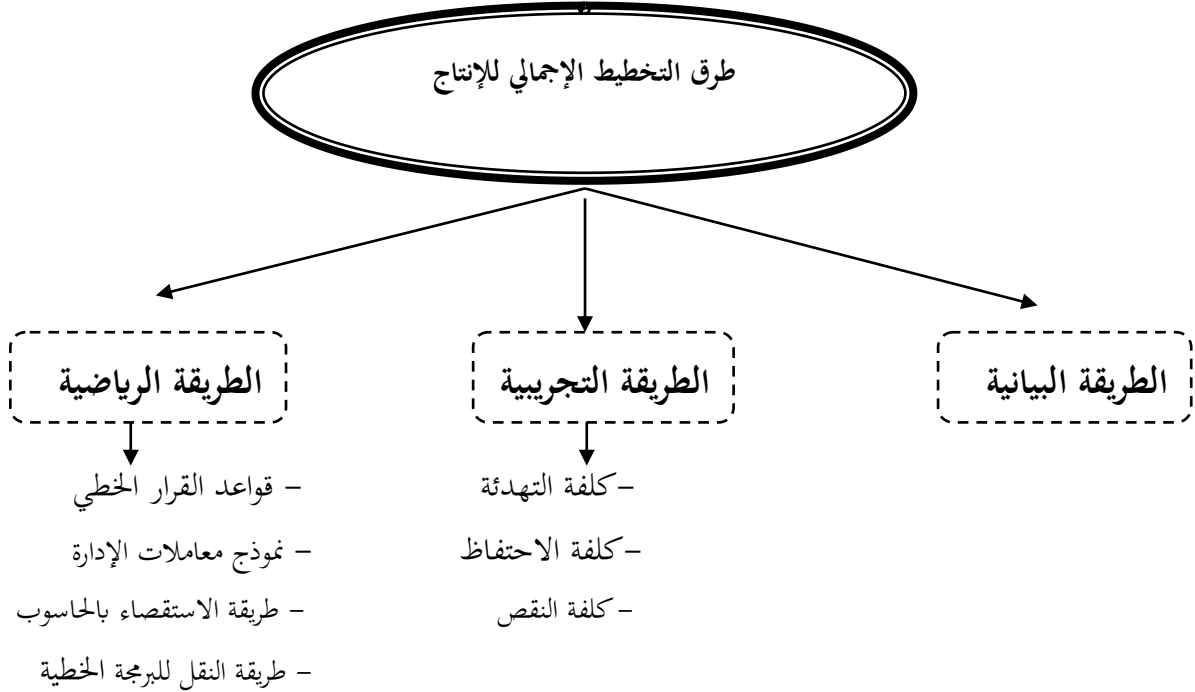 طرق التخطيط الإجمالي للإنتاج
الطريقة البيانية
الطريقة التجريبية
–كلفة التهدئة
–كلفة الاحتفاظ
– كلفة النقص
الطريقة الرياضية
– قواعد القرار الخطي
– نموذج معاملات الإدارة
– طريقة الاستقصاء بالحاسوب
– طريقة النقل للبرمجة الخطية